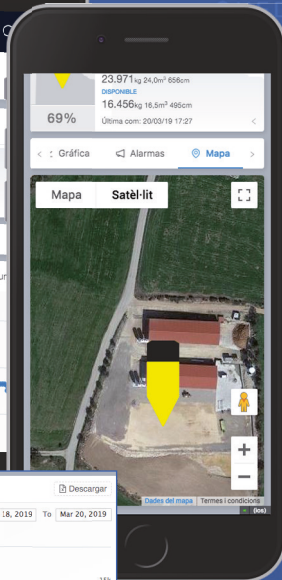 23.971kg 24,0m³ 656cm
DISPONIBLE
16.456kg 16,5m³ 495cm
69%
Última com: 20/03/19 17:27
Gráfica
Alarmas
Mapa
Mapa
Satèl·lit
Dades del mapa
Termes i condicions
(ios)
Descargar
18, 2019
To
Mar 20, 2019